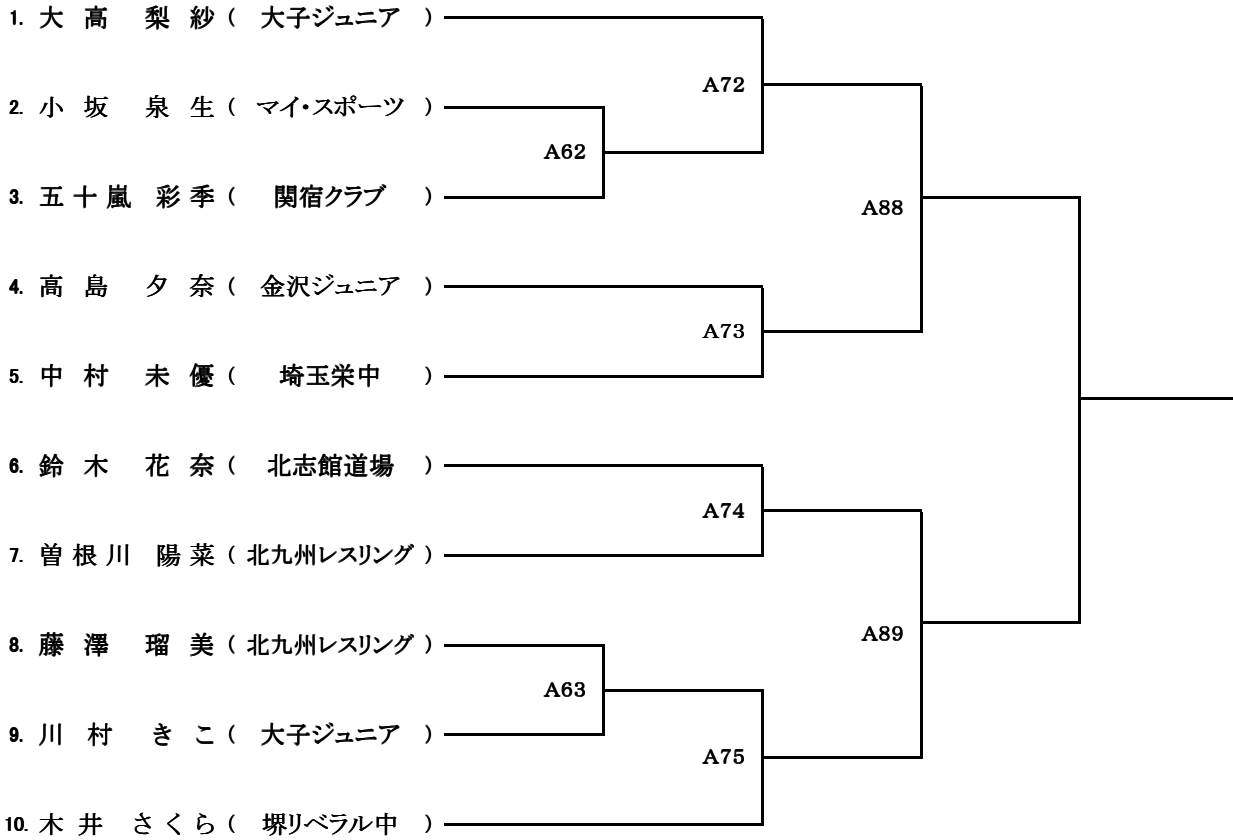 1. 大高 梨紗 ( 大子ジュニア )
A72
2. 小坂 泉生 ( マイ・スポーツ )
A62
3. 五十嵐 彩季 ( 関宿クラブ )
A88
4. 高島 夕奈 ( 金沢ジュニア )
A73
5. 中村 未優 ( 埼玉栄中 )
6. 鈴木 花奈 ( 北志館道場 )
A74
7. 曽根川 陽菜 ( 北九州レスリング )
A89
8. 藤澤 瑠美 ( 北九州レスリング )
A63
9. 川村 きこ ( 大子ジュニア )
A75
10. 木井 さくら ( 堺リベラル中 )